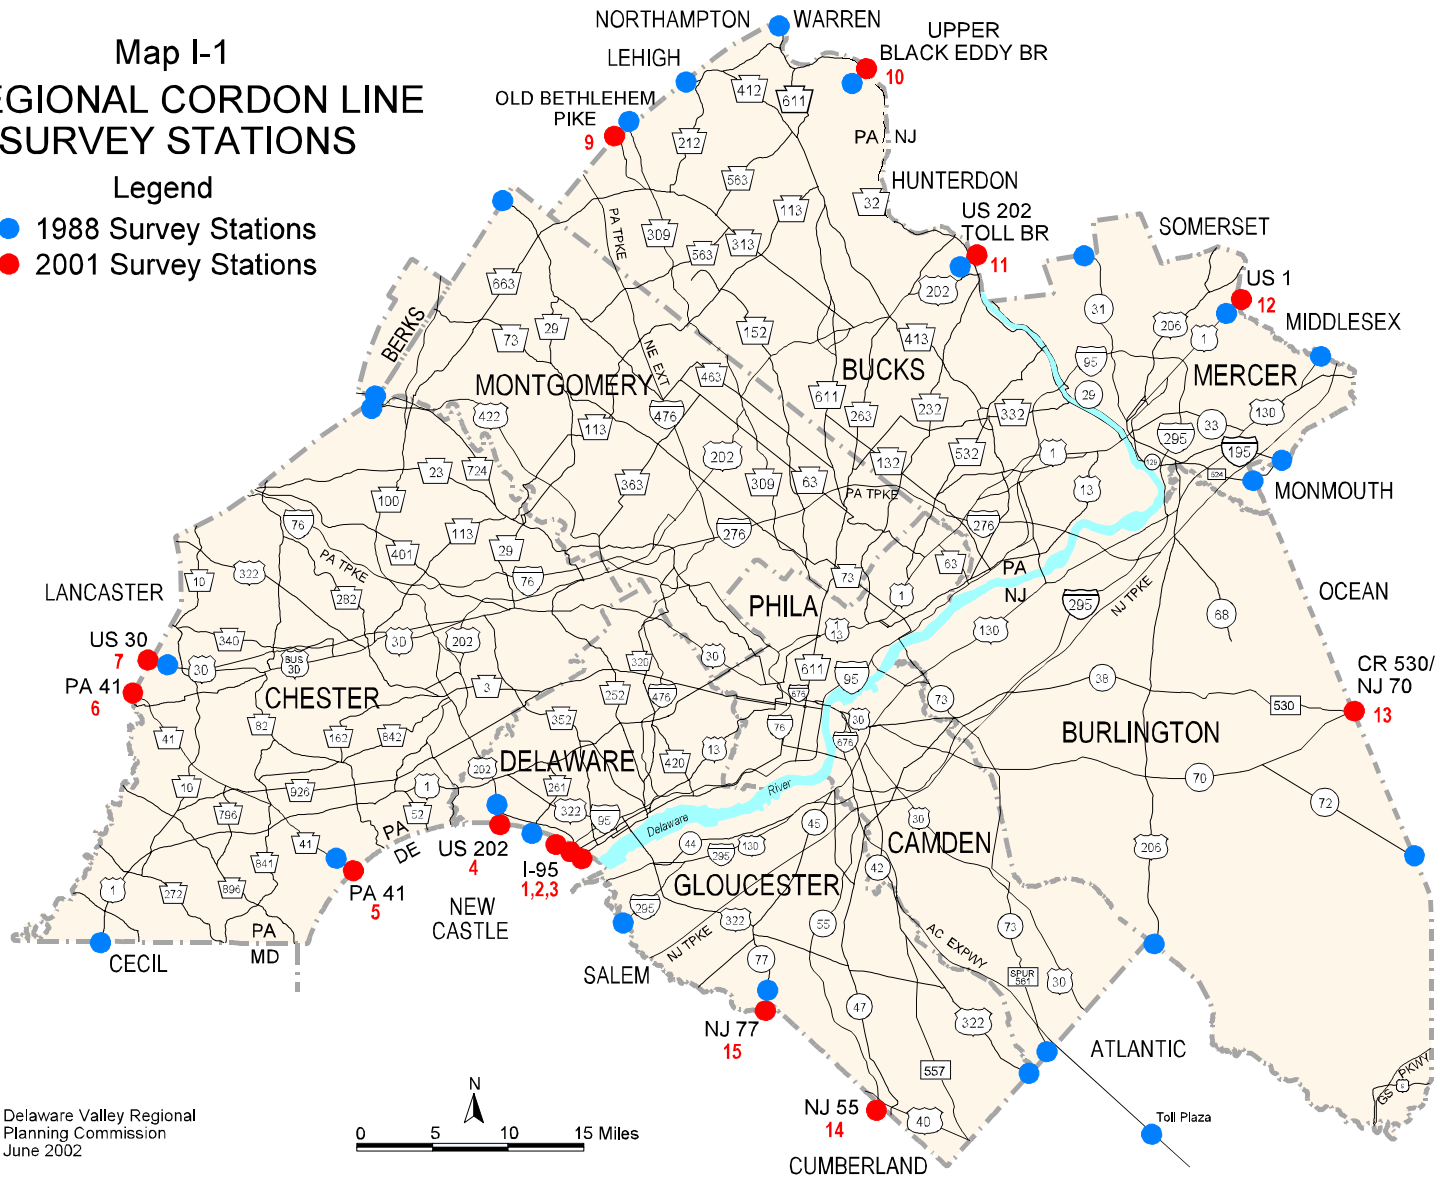 Map I-1
EGIONAL CORDON LINE
SURVEY STATIONS
Legend
1988 Survey Stations
2001 Survey Stations
NORTHAMPTON
WARREN
UPPER
BLACK EDDY BR
10
LEHIGH
OLD BETHLEHEM
PIKE
9
412
611
212
PA NJ
563
HUNTERDON
32
113
US 202
TOLL BR
11
SOMERSET
PA TPKE
309
563
313
202
US 1
12
MIDDLESEX
663
31
206
1
BERKS
73
29
152
413
95
NE EXT
MONTGOMERY
463
BUCKS
MERCER
422
476
611
263
232
332
29
130
113
33
295
195
202
532
1
23
724
132
129
524
100
363
309
63
PA TPKE
13
MONMOUTH
76
113
276
276
401
29
PA TPKE
76
73
63
PA
NJ
322
10
LANCASTER
282
PHILA
1
295
NJ TPKE
OCEAN
340
30
202
1
13
130
68
US 30
7
30
BUS
30
320
30
611
95
CR 530/
NJ 70
13
PA 41
6
CHESTER
3
252
476
676
38
73
530
82
352
76
30
41
162
842
13
676
BURLINGTON
202
DELAWARE
420
70
10
926
1
261
River
72
796
52
322
95
Delaware
45
30
PA
DE
44
295
130
CAMDEN
206
41
US 202
4
I-95
1,2,3
42
841
PA 41
5
GLOUCESTER
1
272
896
NEW
CASTLE
295
322
55
73
PA
MD
NJ TPKE
AC EXPWY
CECIL
SALEM
77
SPUR
561
30
47
322
NJ 77
15
ATLANTIC
557
GS PKWY
NJ 55
14
40
Toll Plaza
CUMBERLAND
Delaware Valley Regional
Planning Commission
June 2002
N
0 5 10 15 Miles